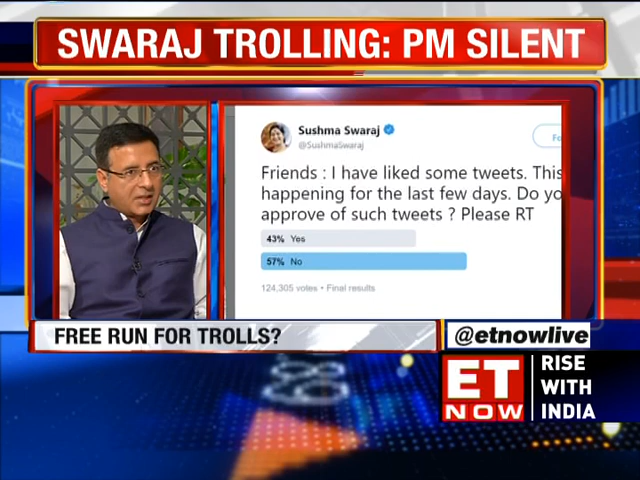 SWARAJ TROLLING: PM SILENT
Sushma Swaraj
@SushmaSwaraj
Friends : I have liked some tweets. This
happening for the last few days. Do yo
approve of such tweets ? Please RT
43% Yes
57% No
124,305 votes • Final results
FREE RUN FOR TROLLS?
@etnowlive
ET
NOW
RISE
WITH
INDIA